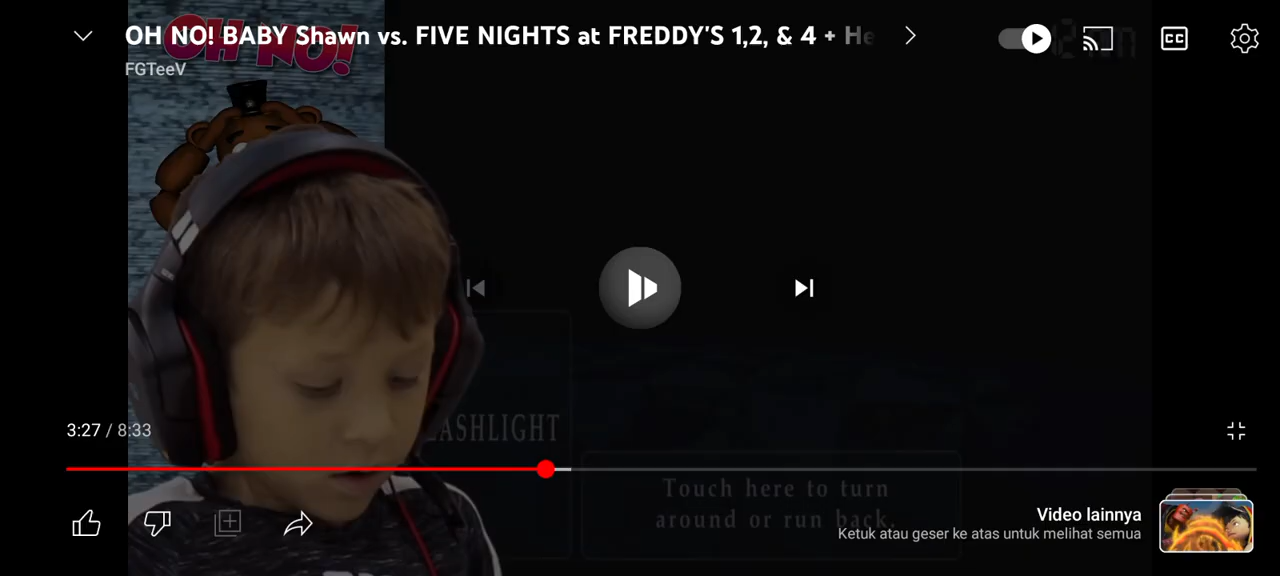 OH NO!
OH NO! BABY Shawn vs. FIVE NIGHTS at FREDDY'S 1,2, & 4 + He
FGTeeV
CC
ASHLIGHT
3:27 / 8:33
Touch here to turn
around or run back.
Video lainnya
Ketuk atau geser ke atas untuk melihat semua